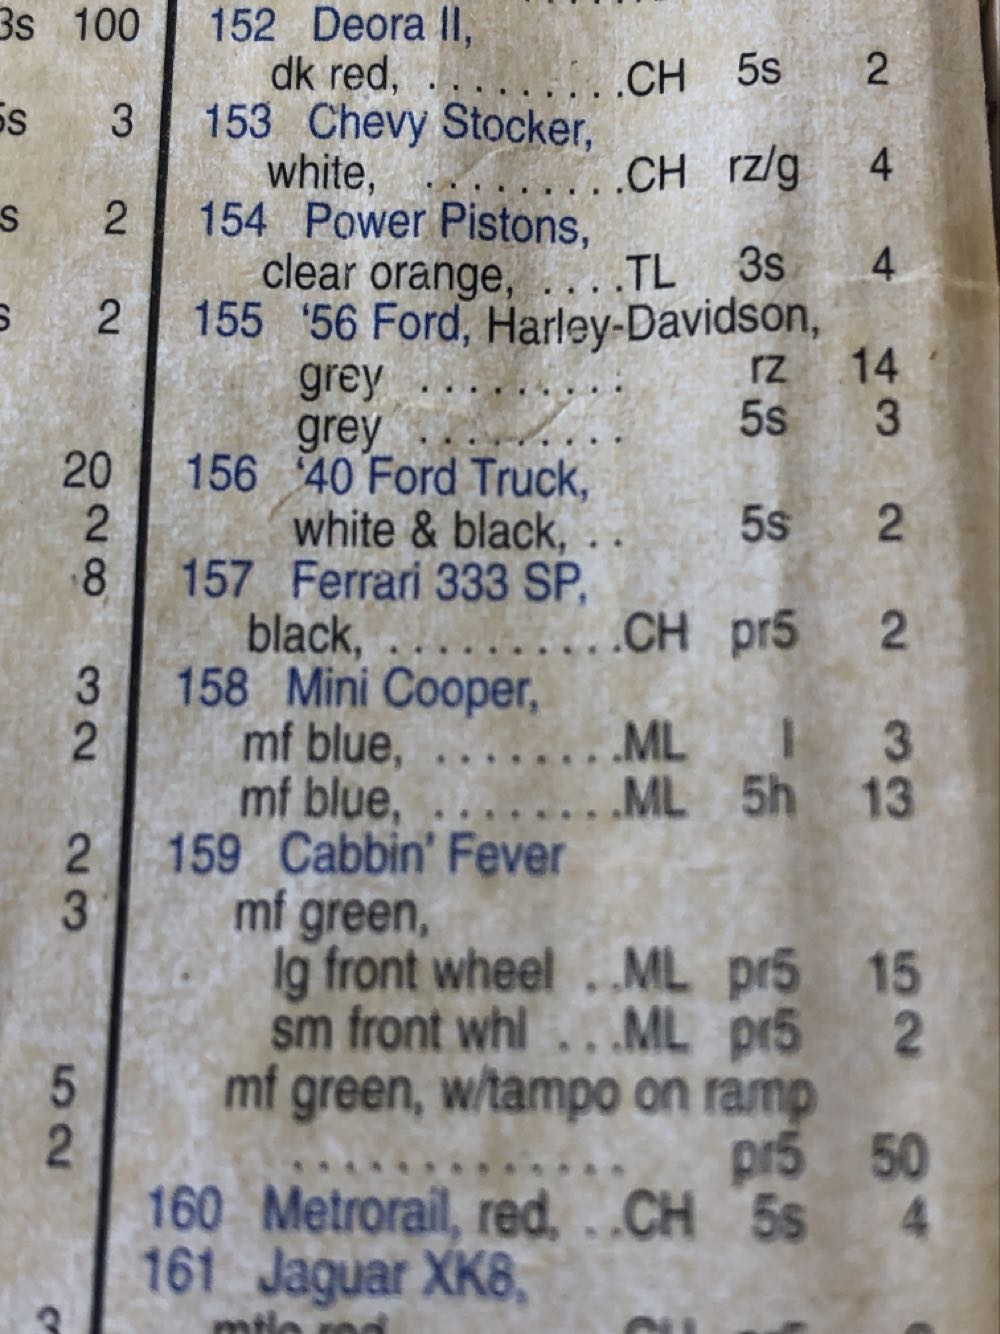 3s 100
5s 3
s 2
s 2
20
2
8
3
2
2
3
5
2
3
152 Deora II,
dk red, . . . . . . . . . .CH 5s 2
153 Chevy Stocker,
white, . . . . . . . . . .CH rz/g 4
154 Power Pistons,
clear orange, . . . .TL 3s 4
155 '56 Ford, Harley-Davidson,
grey . . . . . . . . . rz 14
grey . . . . . . . . . 5s 3
156 '40 Ford Truck,
white & black, . . 5s 2
157 Ferrari 333 SP,
black, . . . . . . . . . .CH pr5 2
158 Mini Cooper,
mf blue, . . . . . . . .ML l 3
mf blue, . . . . . . . .ML 5h 13
159 Cabbin' Fever
mf green,
lg front wheel . .ML pr5 15
sm front whl . . .ML pr5 2
mf green, w/tampo on ramp
. . . . . . . . . . . . . pr5 50
160 Metrorail, red, . .CH 5s 4
161 Jaguar XK8,
mtlc red